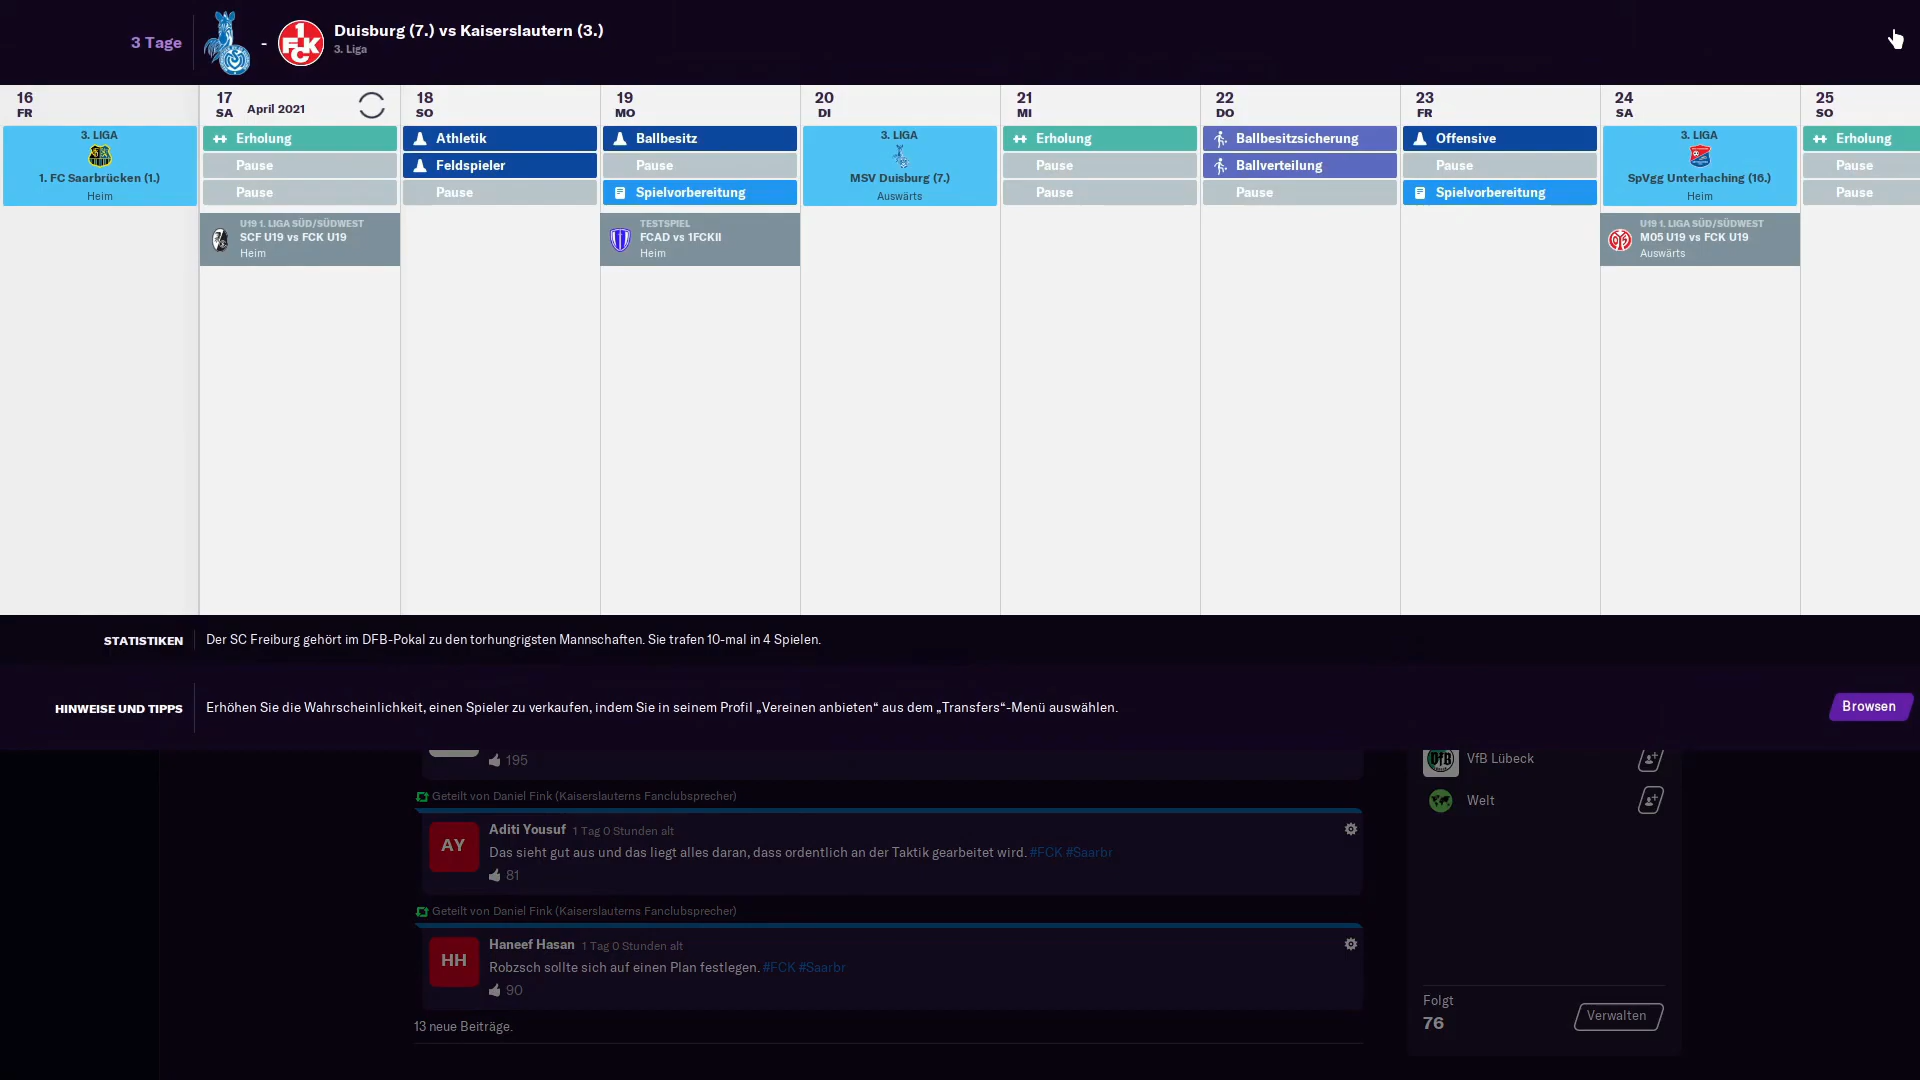 3 Tage
-
Duisburg (7.) vs Kaiserslautern (3.)
3. Liga
16
FR
17
SA
April 2021
18
SO
19
MO
20
DI
21
MI
22
DO
23
FR
24
SA
25
SO
3. LIGA
1. FC Saarbrücken (1.)
Heim
Erholung
Pause
Pause
U19 1. LIGA SÜD/SÜDWEST
SCF U19 vs FCK U19
Heim
Athletik
Feldspieler
Pause
Ballbesitz
Pause
Spielvorbereitung
TESTSPIEL
FCAD vs 1FCKII
Heim
3. LIGA
MSV Duisburg (7.)
Auswärts
Erholung
Pause
Pause
Ballbesitzsicherung
Ballverteilung
Pause
Offensive
Pause
Spielvorbereitung
3. LIGA
SpVgg Unterhaching (16.)
Heim
U19 1. LIGA SÜD/SÜDWEST
M05 U19 vs FCK U19
Auswärts
Erholung
Pause
Pause
STATISTIKEN
Der SC Freiburg gehört im DFB-Pokal zu den torhungrigsten Mannschaften. Sie trafen 10-mal in 4 Spielen.
HINWEISE UND TIPPS
Erhöhen Sie die Wahrscheinlichkeit, einen Spieler zu verkaufen, indem Sie in seinem Profil „Vereinen anbieten“ aus dem „Transfers“-Menü auswählen.
Browsen
195
VfB Lübeck
Welt
Geteilt von Daniel Fink (Kaiserslauterns Fanclubsprecher)
AY
Aditi Yousuf 1 Tag 0 Stunden alt
Das sieht gut aus und das liegt alles daran, dass ordentlich an der Taktik gearbeitet wird. #FCK #Saarbr
81
Geteilt von Daniel Fink (Kaiserslauterns Fanclubsprecher)
HH
Haneef Hasan 1 Tag 0 Stunden alt
Robzsch sollte sich auf einen Plan festlegen. #FCK #Saarbr
90
13 neue Beiträge.
Folgt
76
Verwalten